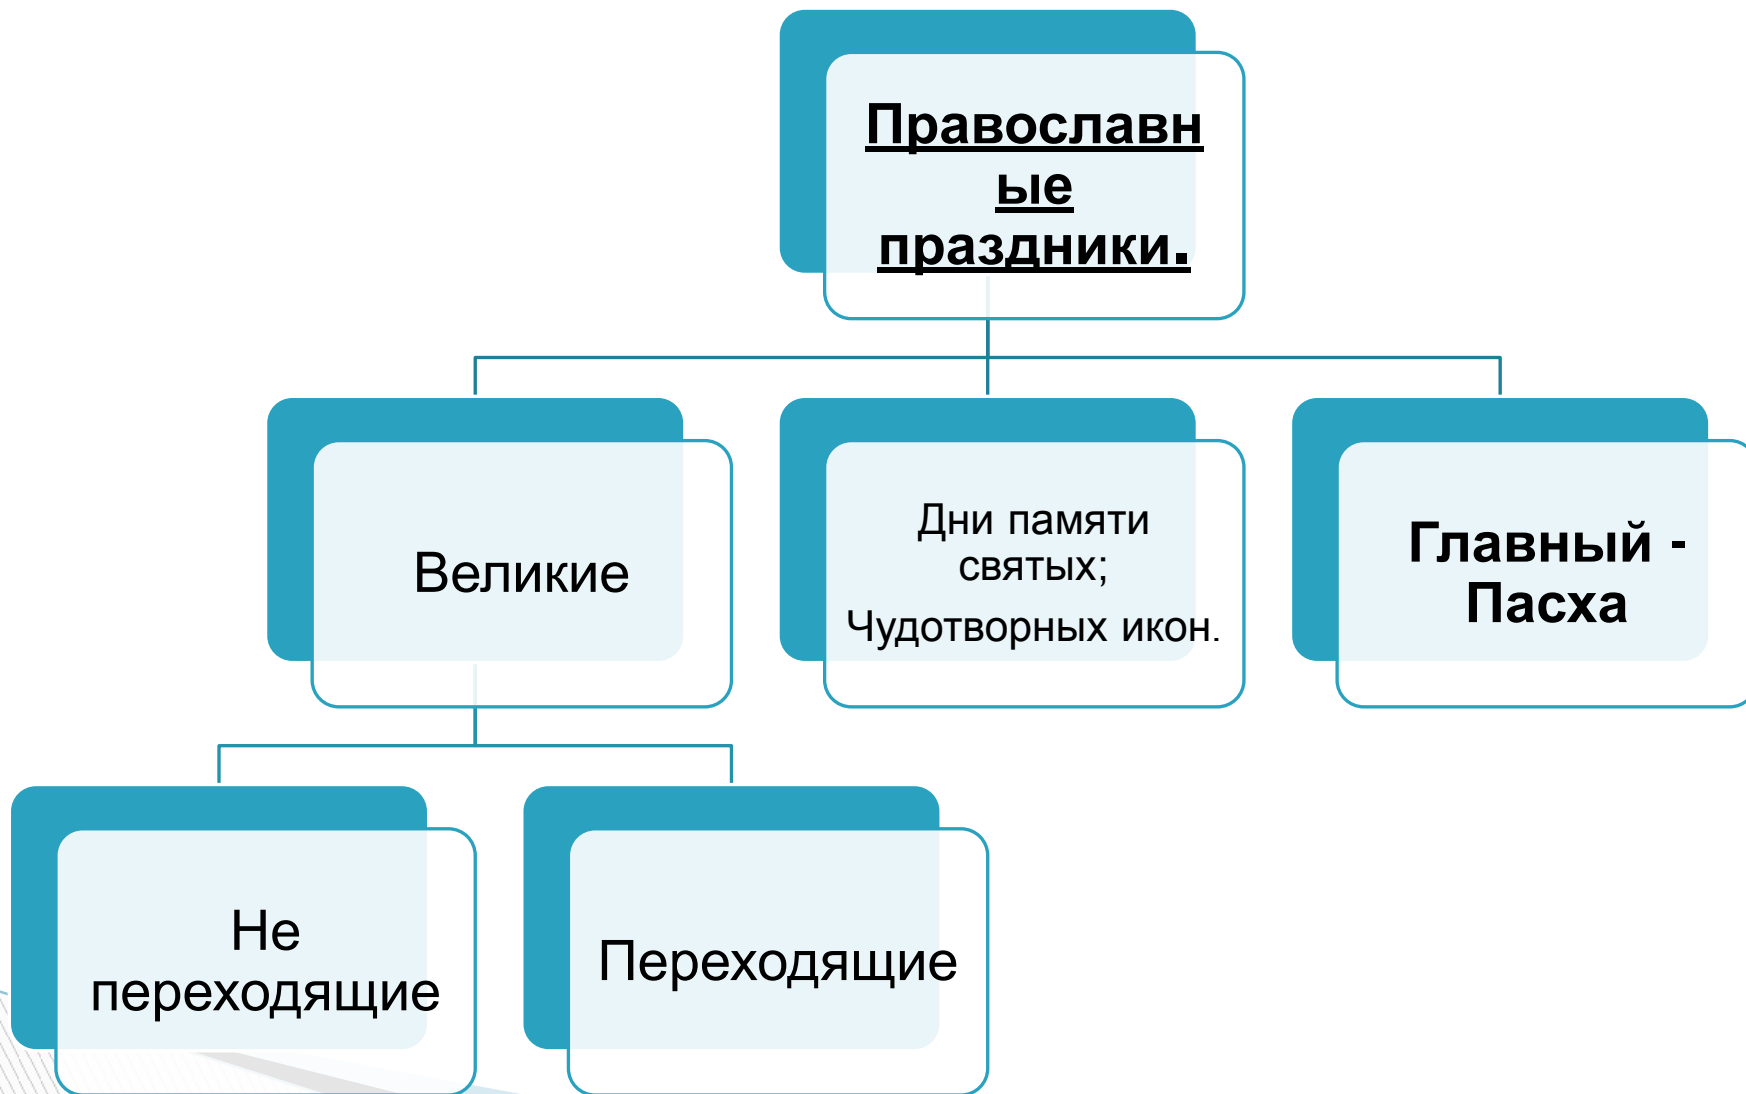 Православн
ые
праздники.
Великие
Дни памяти
святых;
Чудотворных икон.
Главный -
Пасха
Не
переходящие
Переходящие